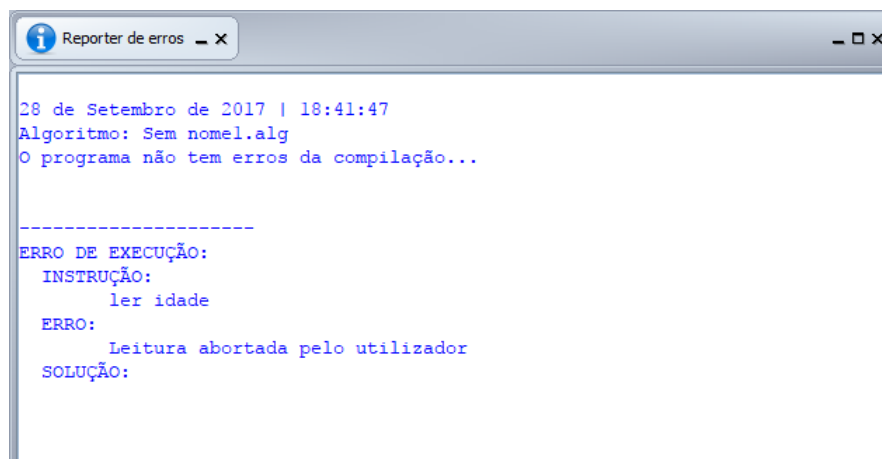 Reporter de erros
28 de Setembro de 2017 | 18:41:47
Algoritmo: Sem nome1.alg
O programa não tem erros da compilação...
---------------------
ERRO DE EXECUÇÃO:
INSTRUÇÃO:
ler idade
ERRO:
Leitura abortada pelo utilizador
SOLUÇÃO: